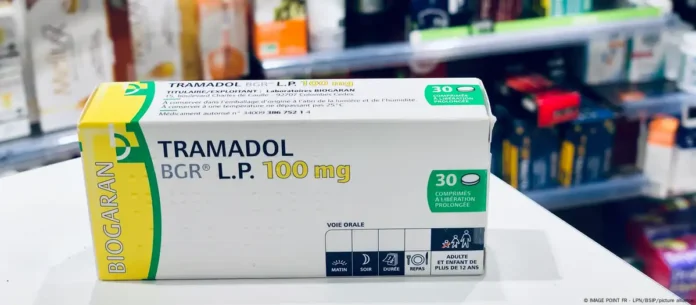 TRAMADOL BGR® L.P. 100 mg
TITULAIRE/EXPLOITANT : Laboratoires BIOGARAN
15, boulevard Charles de Gaulle - 92707 Colombes Cedex
À conserver dans l'emballage d'origine à l'abri de la lumière et de l'humidité.
À conserver à une température ne dépassant pas 25°C.
Médicament autorisé n° 34009 386 752 1 4
30
COMPRIMÉS
À LIBÉRATION
PROLONGÉE
BIOGARAN
TRAMADOL
BGR® L.P. 100 mg
30
COMPRIMÉS
À LIBÉRATION
PROLONGÉE
VOIE ORALE
MATIN
SOIR
DURÉE
REPAS
ADULTE
ET ENFANT DE
PLUS DE 12 ANS
© IMAGE POINT FR - LPN/BSIP/picture